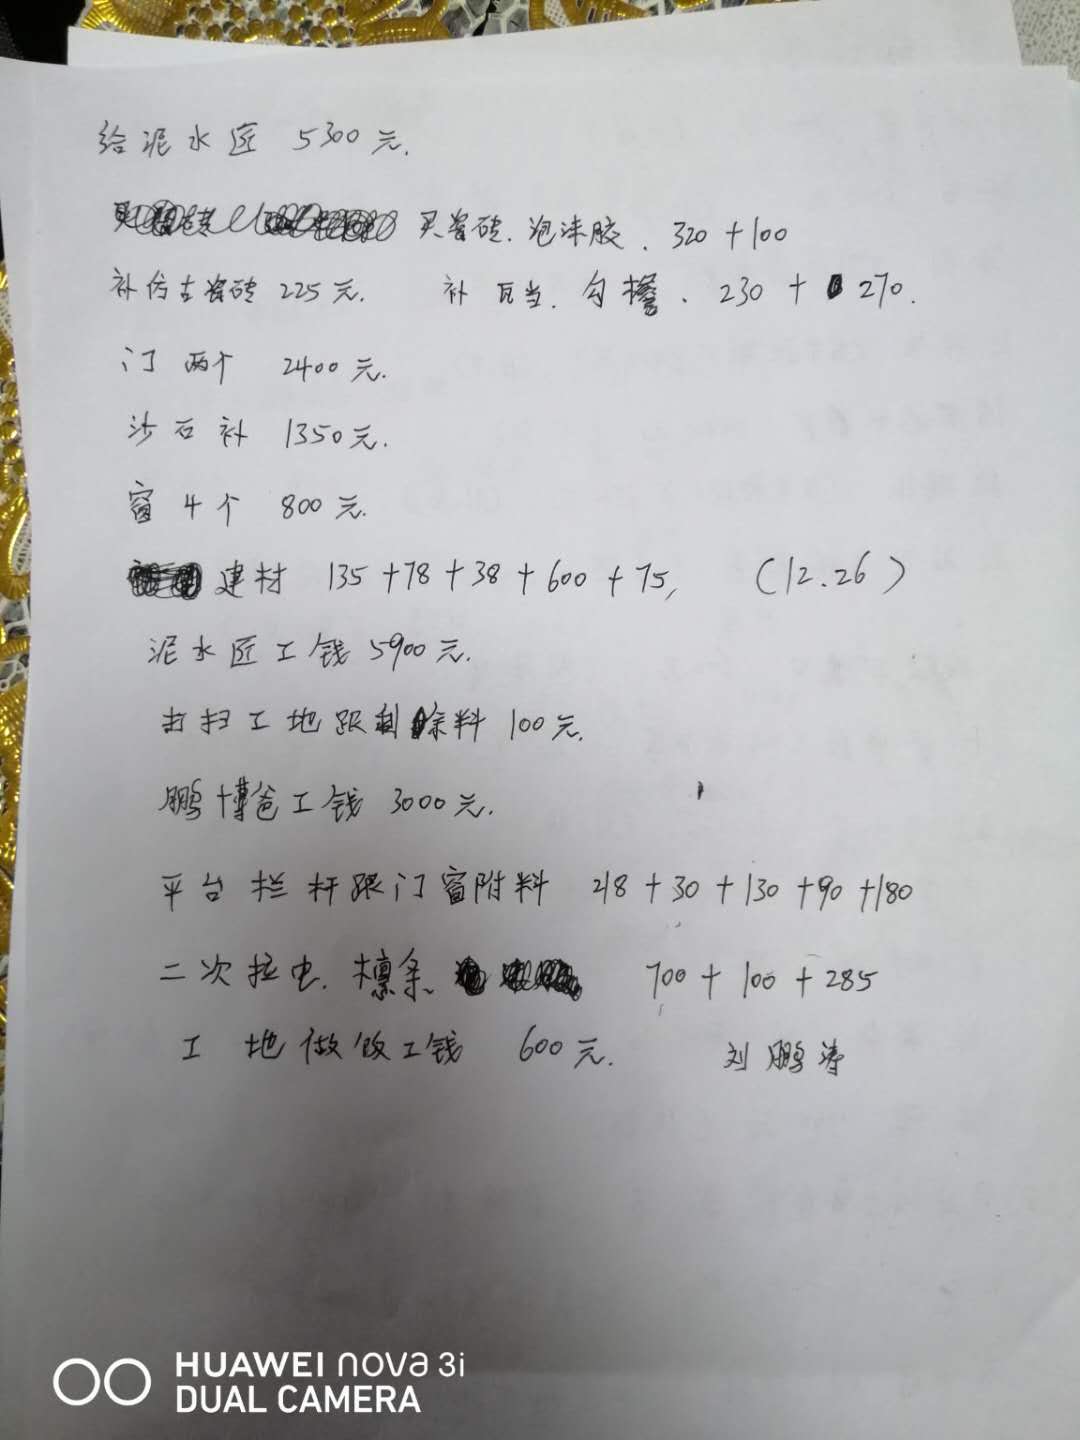 给泥水匠 5300元.
买瓷砖.泡沫胶. 320+100
补仿古瓷砖 225元. 补瓦当.勾檐. 230+270.
门两个 2400元.
沙石补 1350元.
窗4个 800元.
建材 135+78+38+600+75, (12.26)
泥水匠工钱 5900元.
打扫工地跟剩余料 100元.
鹏博爸工钱 3000元.
平台栏杆跟门窗附料 218+30+130+90+180
二次拉虫.檩条 700+100+285
工地做饭工钱 600元. 刘鹏涛
HUAWEI nova 3i
DUAL CAMERA